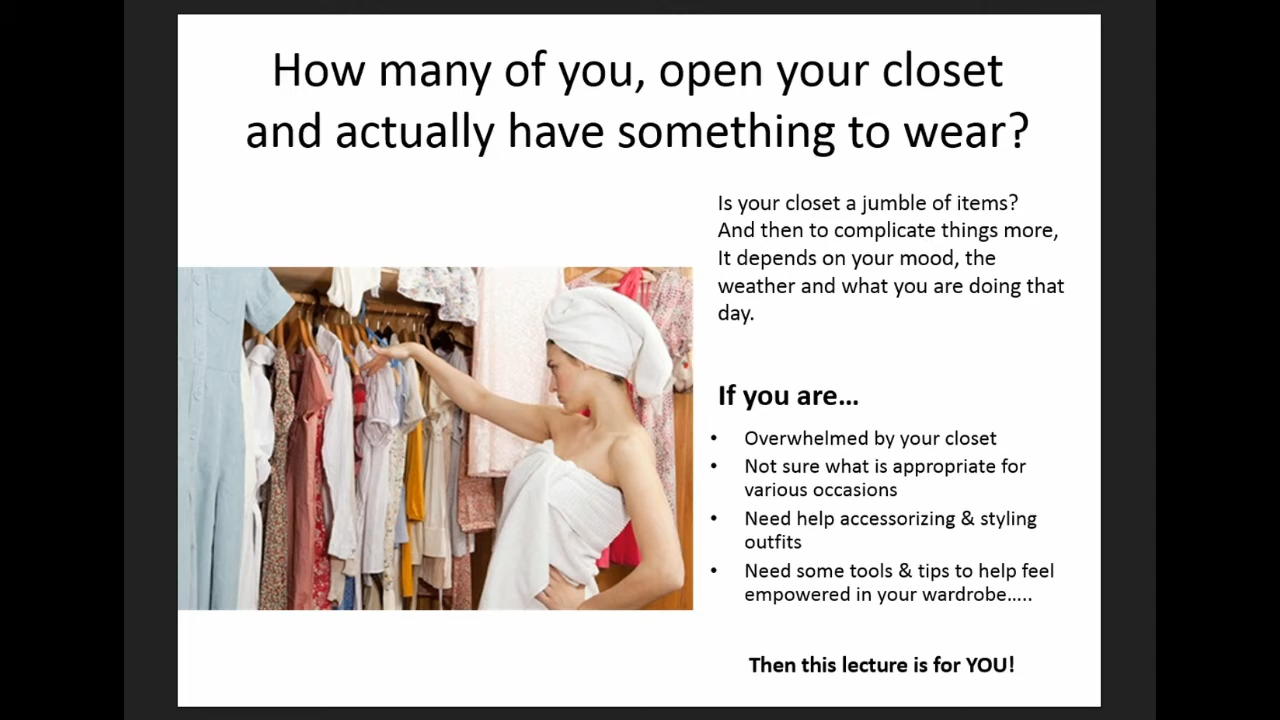 How many of you, open your closet
and actually have something to wear?
Is your closet a jumble of items?
And then to complicate things more,
It depends on your mood, the
weather and what you are doing that
day.
If you are...
• Overwhelmed by your closet
• Not sure what is appropriate for
various occasions
• Need help accessorizing & styling
outfits
• Need some tools & tips to help feel
empowered in your wardrobe.....
Then this lecture is for YOU!